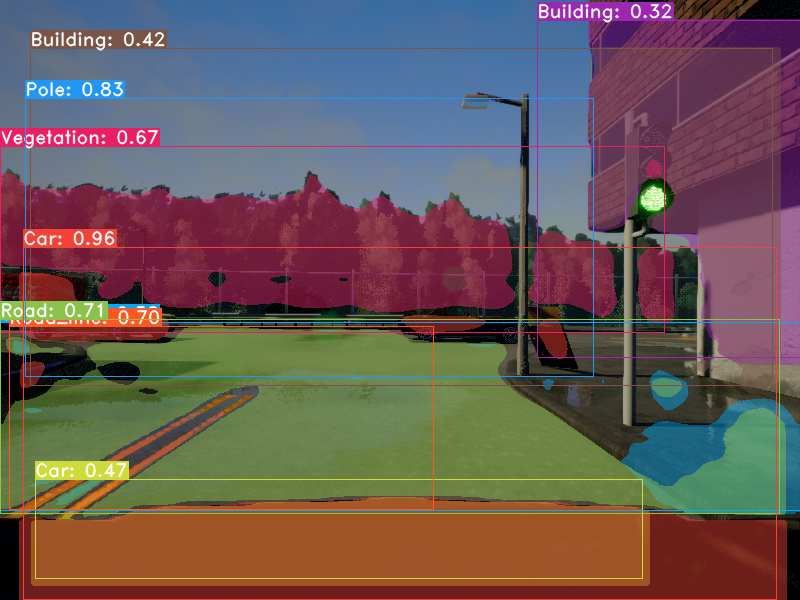 Building: 0.32
Building: 0.42
Pole: 0.83
Vegetation: 0.67
Car: 0.96
Road: 0.71
0.70
Car: 0.47